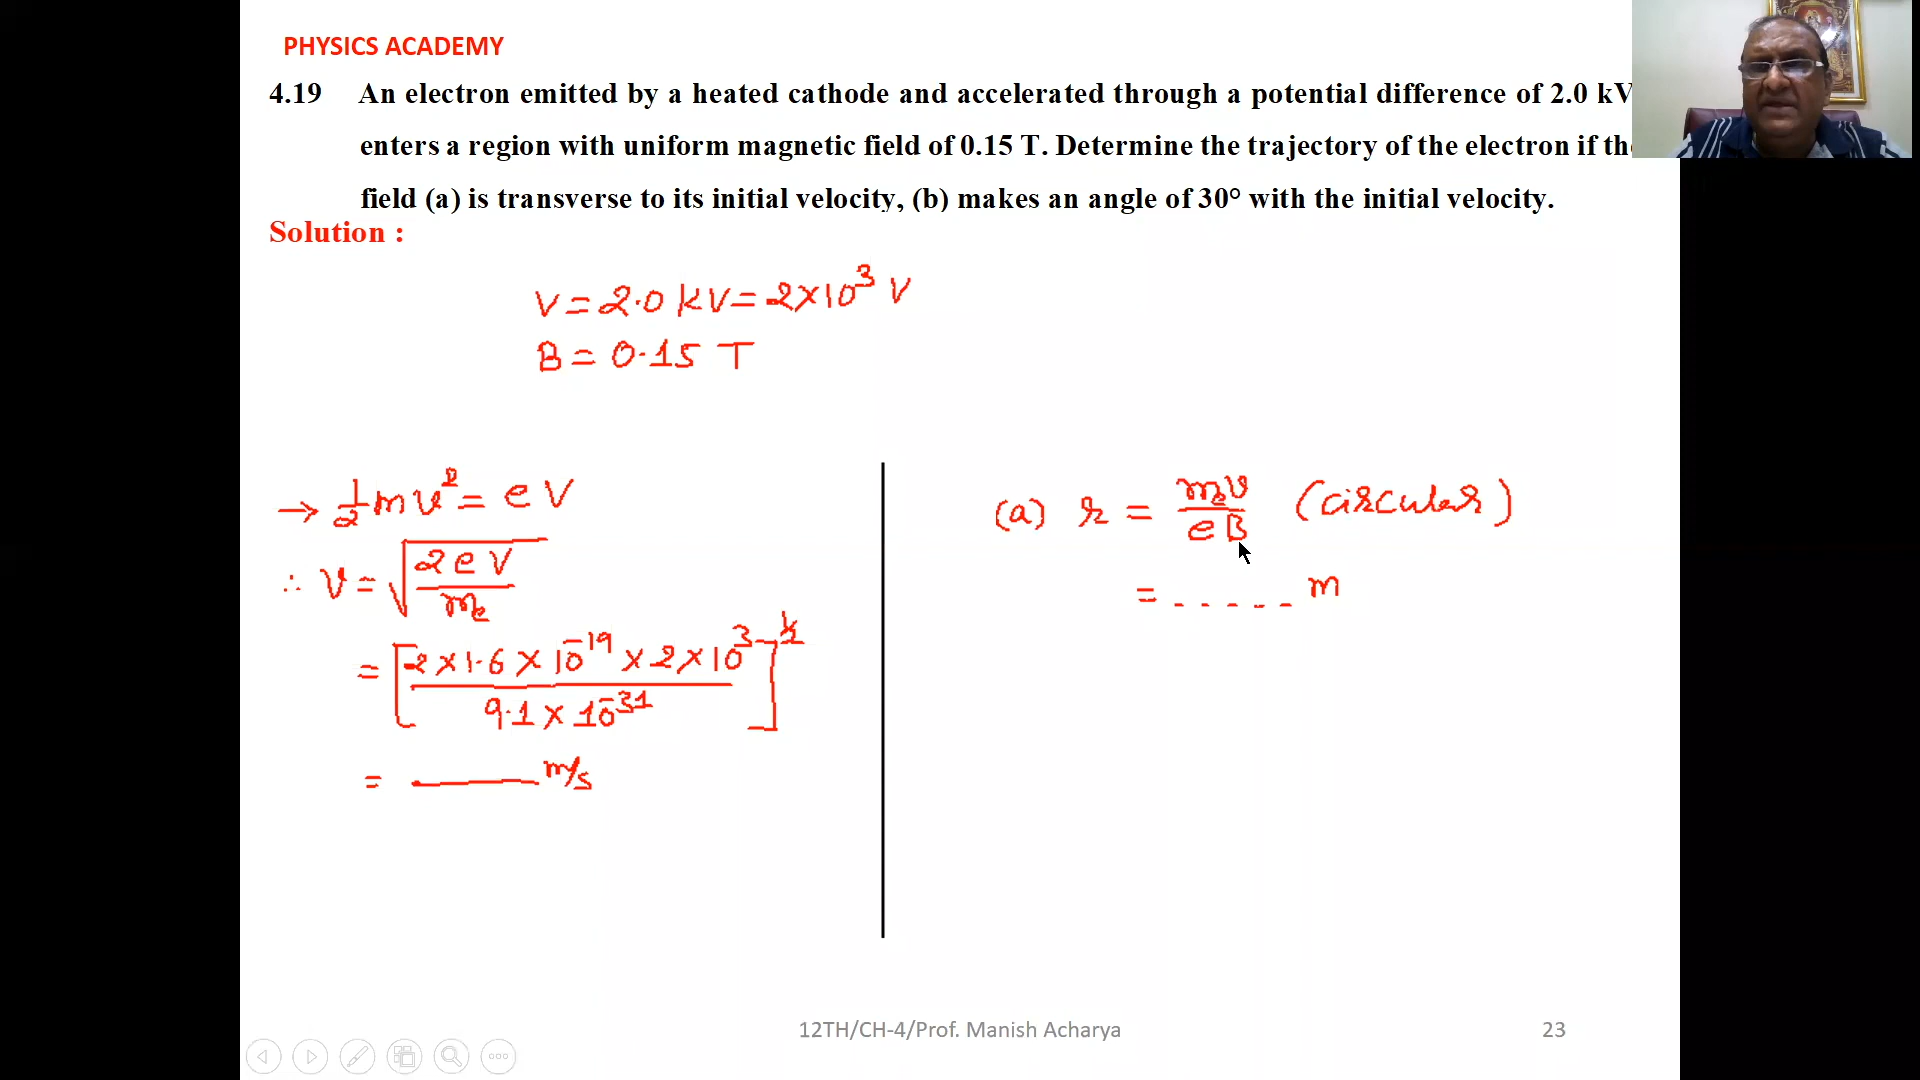 PHYSICS ACADEMY
4.19 An electron emitted by a heated cathode and accelerated through a potential difference of 2.0 kV
enters a region with uniform magnetic field of 0.15 T. Determine the trajectory of the electron if the
field (a) is transverse to its initial velocity, (b) makes an angle of 30° with the initial velocity.
Solution :
V = 2.0 kV = 2×10³ V
B = 0.15 T
→ 1/2 mv² = eV
∴ v = √(2eV/mₑ)
= [2×1.6×10⁻¹⁹×2×10³ / 9.1×10⁻³¹]^½
= ______ m/s
(a) r = mₑv/eB (circular)
= - - - - - m
12TH/CH-4/Prof. Manish Acharya
23